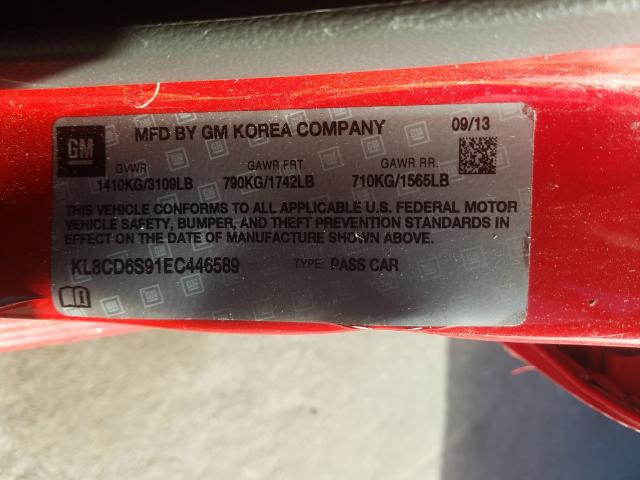 GM
MFD BY GM KOREA COMPANY 09/13
GVWR GAWR FRT. GAWR RR.
1410KG/3109LB 790KG/1742LB 710KG/1565LB
THIS VEHICLE CONFORMS TO ALL APPLICABLE U.S. FEDERAL MOTOR
VEHICLE SAFETY, BUMPER, AND THEFT PREVENTION STANDARDS IN
EFFECT ON THE DATE OF MANUFACTURE SHOWN ABOVE.
KL8CD6S91EC446589 TYPE: PASS CAR